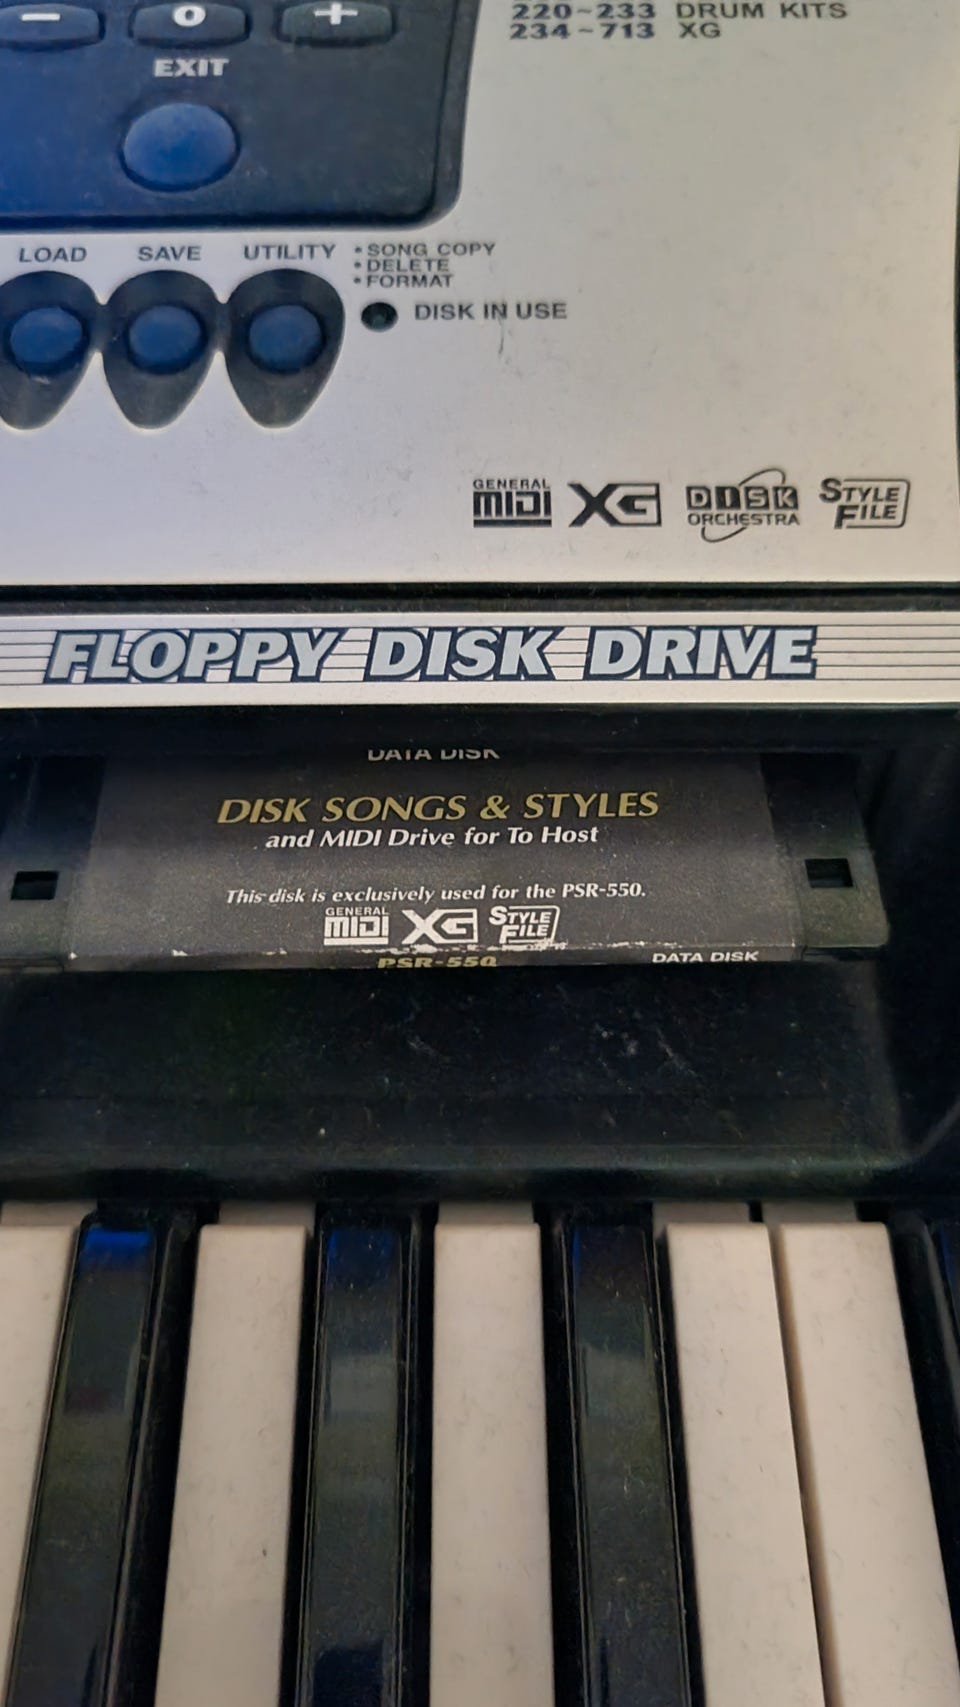 220~233 DRUM KITS
234~713 XG
− 0 +
EXIT
LOAD SAVE UTILITY
• SONG COPY
• DELETE
• FORMAT
DISK IN USE
GENERAL MIDI XG DISK ORCHESTRA STYLE FILE
FLOPPY DISK DRIVE
DATA DISK
DISK SONGS & STYLES
and MIDI Drive for To Host
This disk is exclusively used for the PSR-550.
GENERAL MIDI XG STYLE FILE
PSR-550 DATA DISK